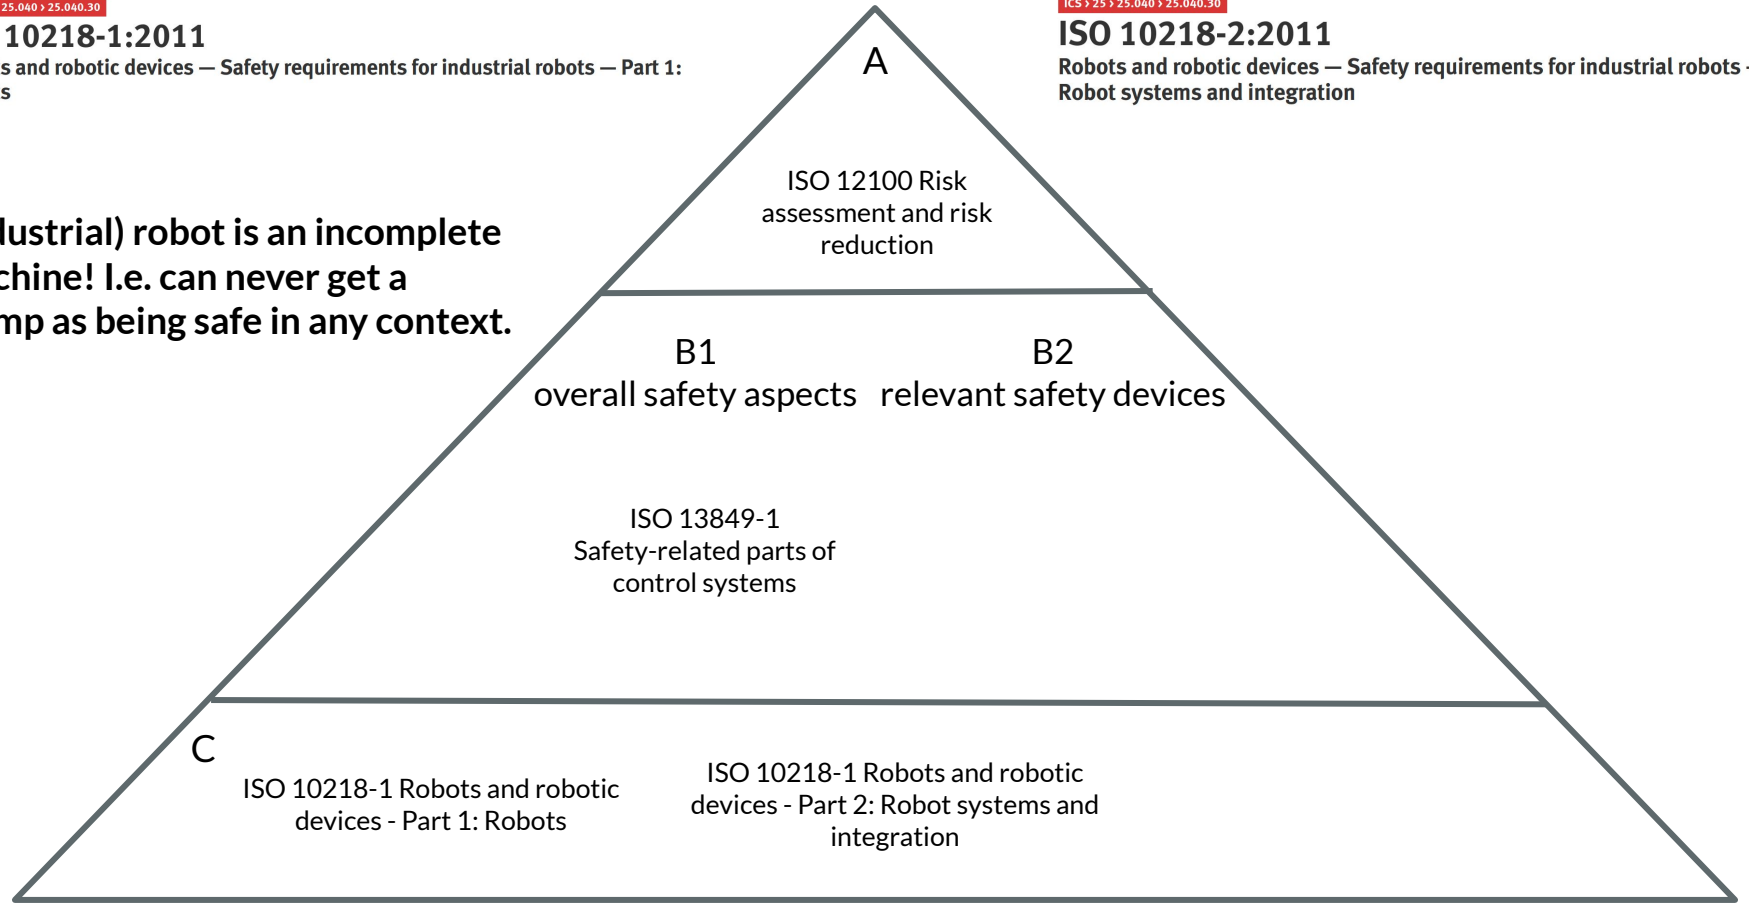 25.040 › 25.040.30
10218-1:2011
s and robotic devices — Safety requirements for industrial robots — Part 1:
s
ICS › 25 › 25.040 › 25.040.30
ISO 10218-2:2011
Robots and robotic devices — Safety requirements for industrial robots -
Robot systems and integration
dustrial) robot is an incomplete
chine! I.e. can never get a
mp as being safe in any context.
A
ISO 12100 Risk
assessment and risk
reduction
B1
overall safety aspects
B2
relevant safety devices
ISO 13849-1
Safety-related parts of
control systems
C
ISO 10218-1 Robots and robotic
devices - Part 1: Robots
ISO 10218-1 Robots and robotic
devices - Part 2: Robot systems and
integration